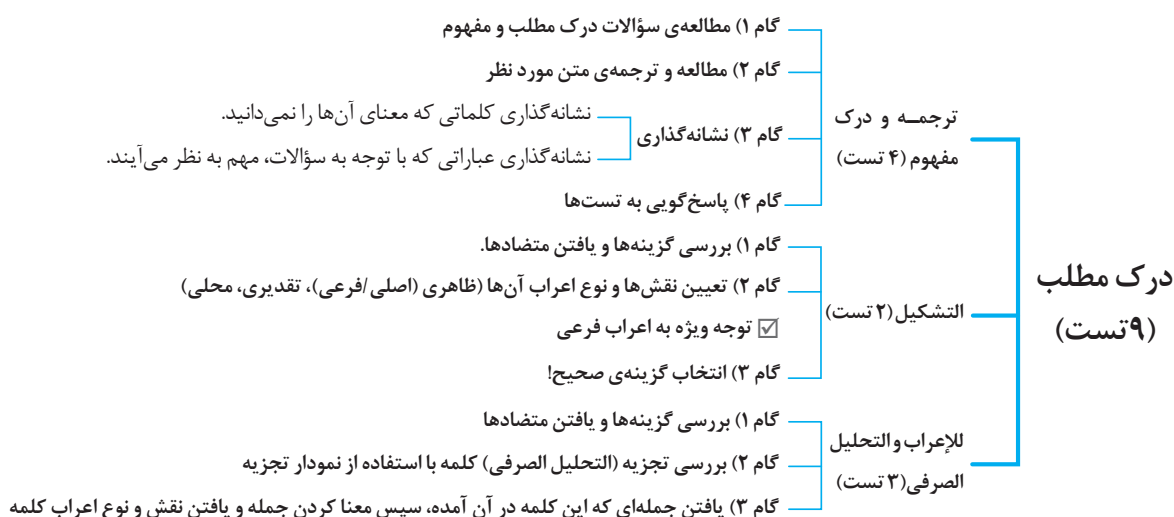 درک مطلب
(۹تست)
ترجمــه و درک
مفهوم (۴ تست)
گام ۱) مطالعه‌ی سؤالات درک مطلب و مفهوم
گام ۲) مطالعه و ترجمه‌ی متن مورد نظر
گام ۳) نشانه‌گذاری
نشانه‌گذاری کلماتی که معنای آن‌ها را نمی‌دانید.
نشانه‌گذاری عباراتی که با توجه به سؤالات، مهم به نظر می‌آیند.
گام ۴) پاسخ‌گویی به تست‌ها
التشکیل (۲ تست)
گام ۱) بررسی گزینه‌ها و یافتن متضادها.
گام ۲) تعیین نقش‌ها و نوع اعراب آن‌ها (ظاهری (اصلی/فرعی)، تقدیری، محلی)
☑ توجه ویژه به اعراب فرعی
گام ۳) انتخاب گزینه‌ی صحیح!
للإعراب والتحلیل
الصرفی (۳ تست)
گام ۱) بررسی گزینه‌ها و یافتن متضادها
گام ۲) بررسی تجزیه (التحلیل الصرفی) کلمه با استفاده از نمودار تجزیه
گام ۳) یافتن جمله‌ای که این کلمه در آن آمده، سپس معنا کردن جمله و یافتن نقش و نوع اعراب کلمه